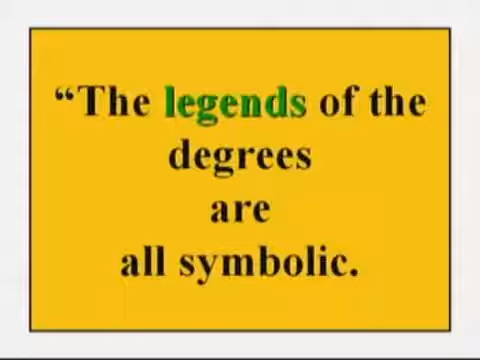 “The legends of the
degrees
are
all symbolic.